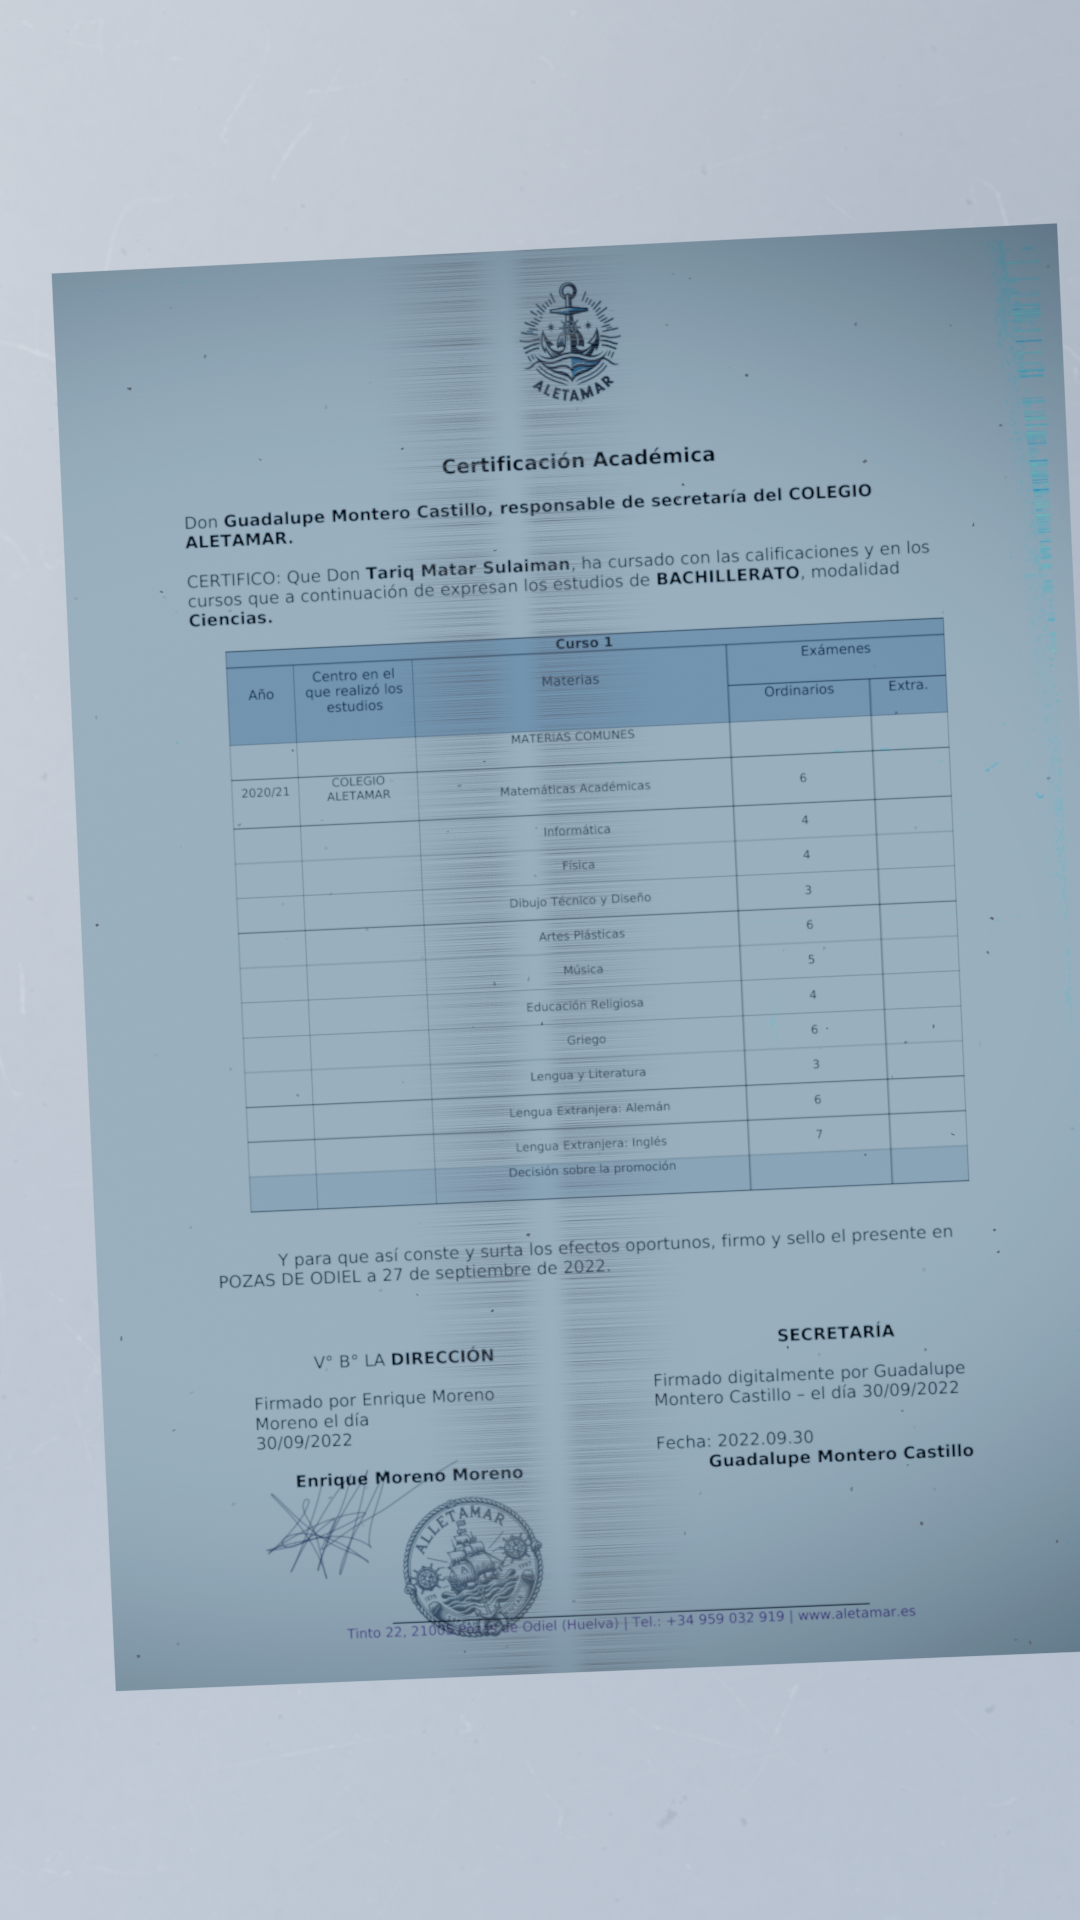 ALETAMAR
Certificación Académica
Don Guadalupe Montero Castillo, responsable de secretaría del COLEGIO
ALETAMAR.
CERTIFICO: Que Don Tariq Matar Sulaiman, ha cursado con las calificaciones y en los
cursos que a continuación de expresan los estudios de BACHILLERATO, modalidad
Ciencias.
Curso 1
Año
Centro en el
que realizó los
estudios
Materias
Exámenes
Ordinarios
Extra.
MATERIAS COMUNES
2020/21
COLEGIO
ALETAMAR
Matemáticas Académicas 6
Informática 4
Física 4
Dibujo Técnico y Diseño 3
Artes Plásticas 6
Música 5
Educación Religiosa 4
Griego 6
Lengua y Literatura 3
Lengua Extranjera: Alemán 6
Lengua Extranjera: Inglés 7
Decisión sobre la promoción
Y para que así conste y surta los efectos oportunos, firmo y sello el presente en
POZAS DE ODIEL a 27 de septiembre de 2022.
V° B° LA DIRECCIÓN
Firmado por Enrique Moreno
Moreno el día
30/09/2022
Enrique Moreno Moreno
SECRETARÍA
Firmado digitalmente por Guadalupe
Montero Castillo – el día 30/09/2022
Fecha: 2022.09.30
Guadalupe Montero Castillo
ALLETAMAR
Tinto 22, de Odiel (Huelva) | Tel.: +34 959 032 919 | www.aletamar.es